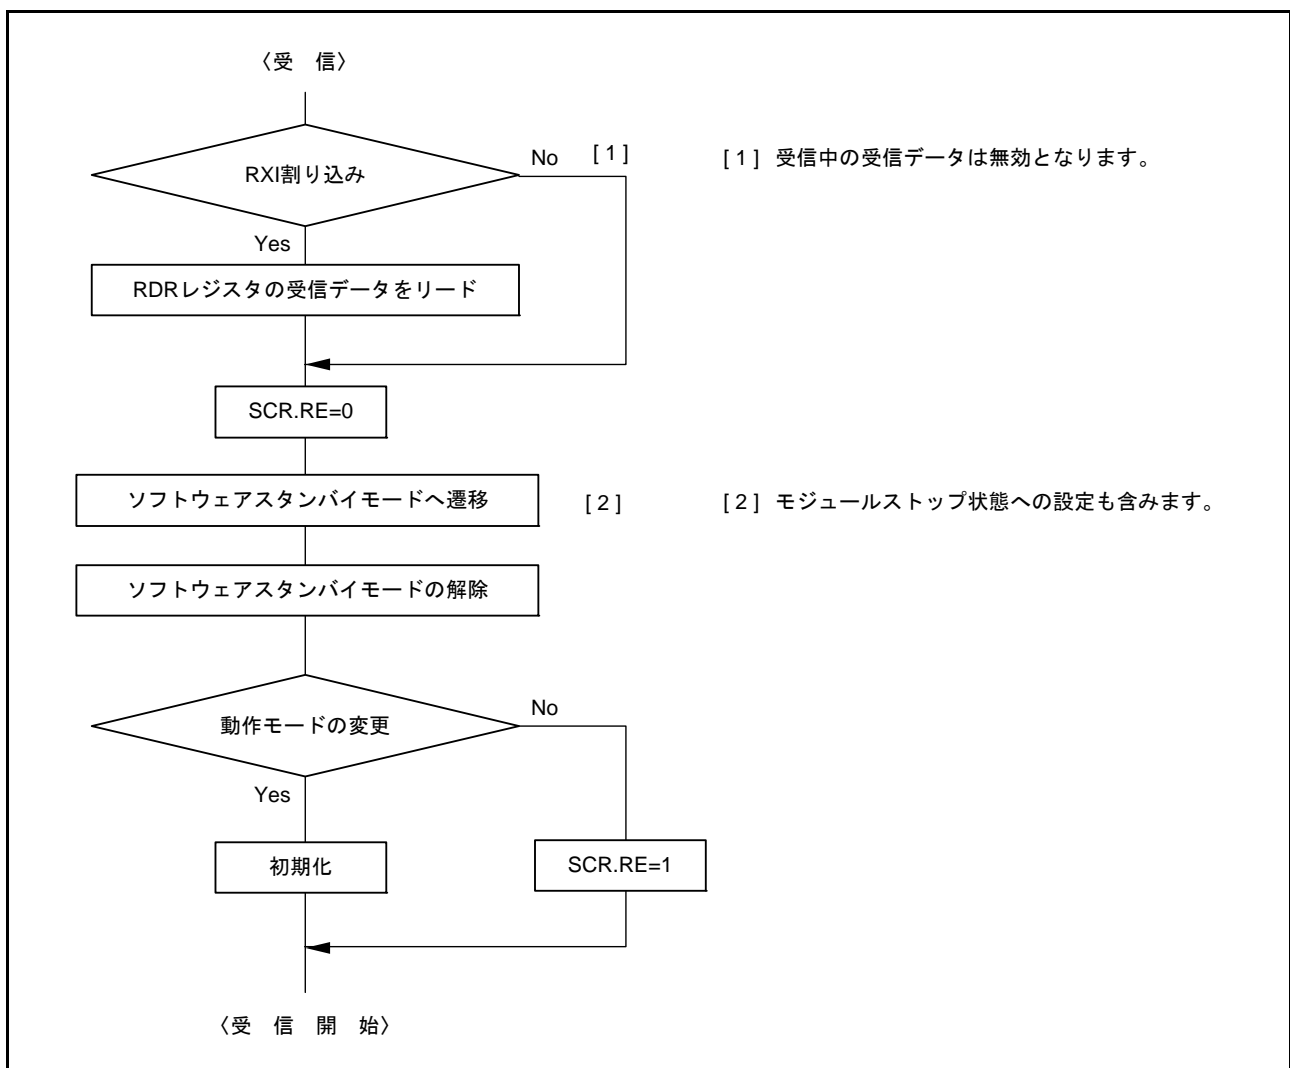 〈受 信〉
RXI割り込み
No
[ 1 ]
[ 1 ] 受信中の受信データは無効となります。
Yes
RDRレジスタの受信データをリード
SCR.RE=0
ソフトウェアスタンバイモードへ遷移
[ 2 ]
[ 2 ] モジュールストップ状態への設定も含みます。
ソフトウェアスタンバイモードの解除
動作モードの変更
No
Yes
初期化
SCR.RE=1
〈受 信 開 始〉